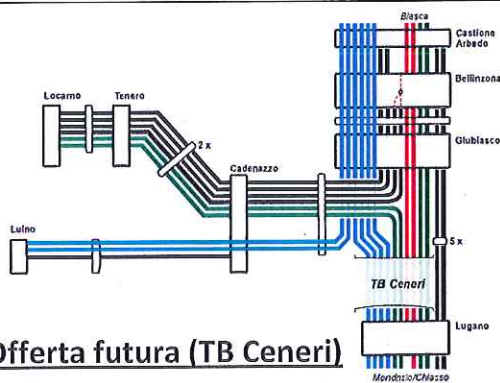 Biasca
Castione
Arbedo
Bellinzona
Locarno
Tenero
2 x
Giubiasco
Cadenazzo
Luino
5 x
TB Ceneri
Lugano
Offerta futura (TB Ceneri)
Mendrisio/Chiasso